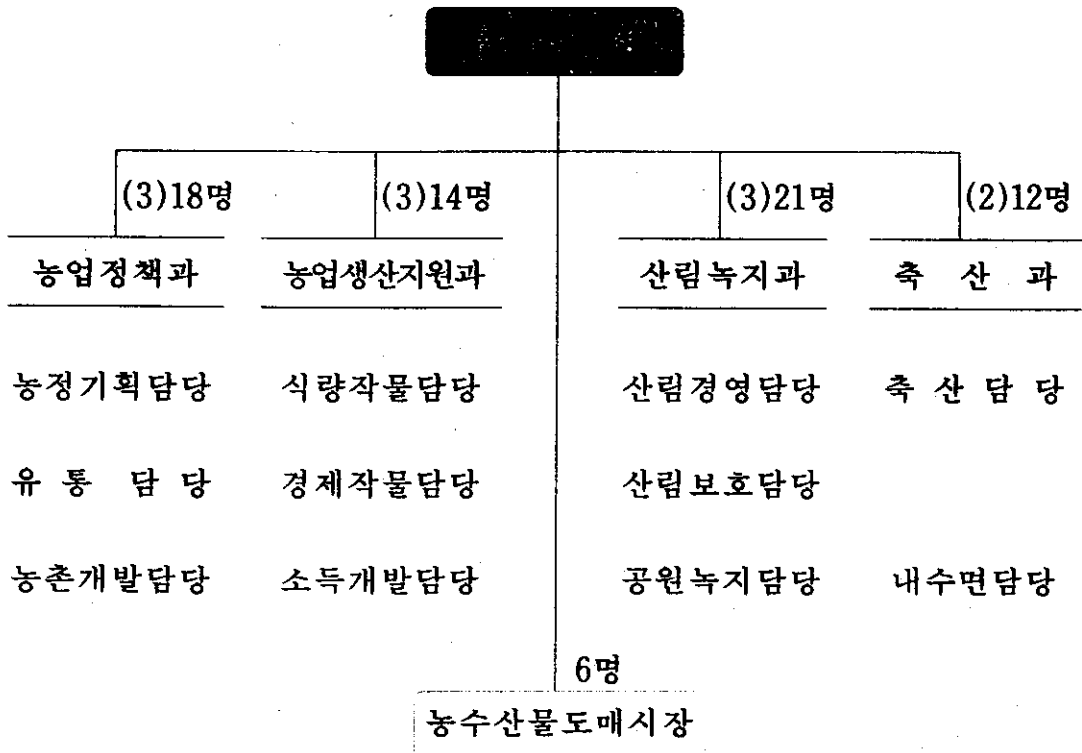 (3)18명 (3)14명 (3)21명 (2)12명
농업정책과 농업생산지원과 산림녹지과 축 산 과
농정기획담당 식량작물담당 산림경영담당 축 산 담 당
유 통 담 당 경제작물담당 산림보호담당
농촌개발담당 소득개발담당 공원녹지담당 내수면담당
6명
농수산물도매시장